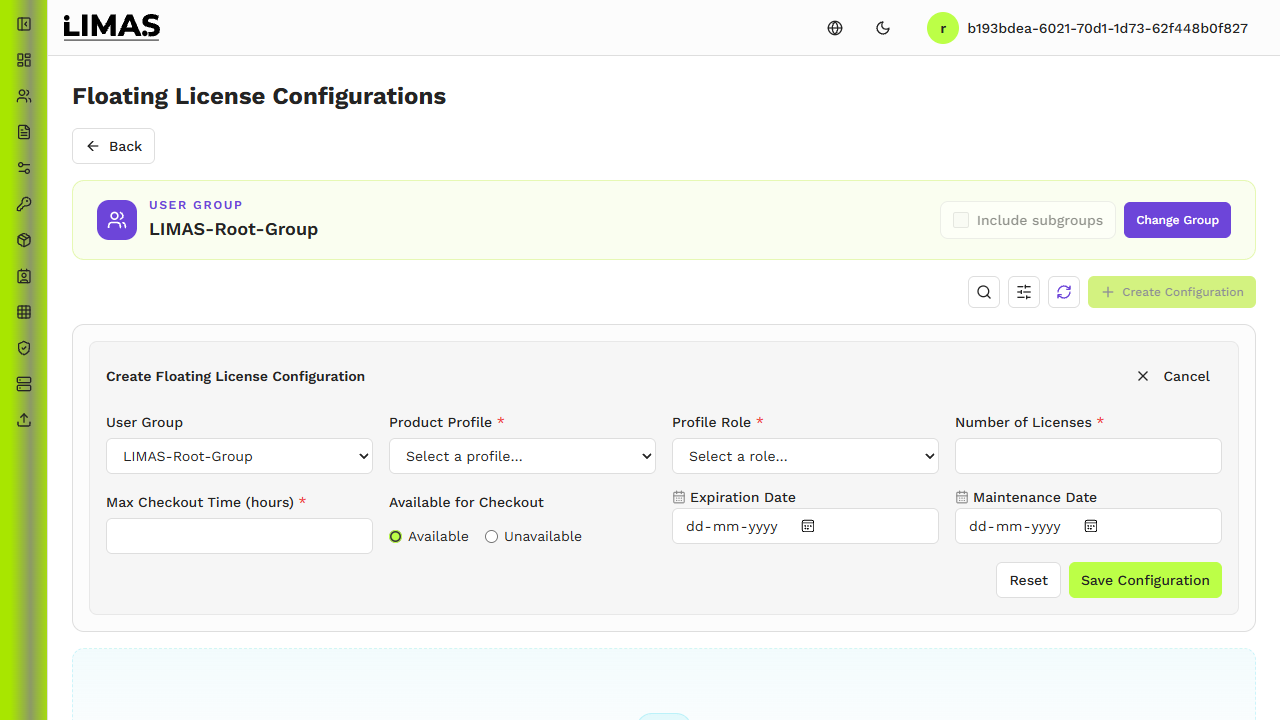 LIMAS
r
b193bdea-6021-70d1-1d73-62f448b0f827
Floating License Configurations
Back
USER GROUP
LIMAS-Root-Group
Include subgroups
Change Group
Create Configuration
Create Floating License Configuration
Cancel
User Group
Product Profile *
Profile Role *
Number of Licenses *
LIMAS-Root-Group
Select a profile...
Select a role...
Max Checkout Time (hours) *
Available for Checkout
Expiration Date
Maintenance Date
Available
Unavailable
dd-mm-yyyy
dd-mm-yyyy
Reset
Save Configuration